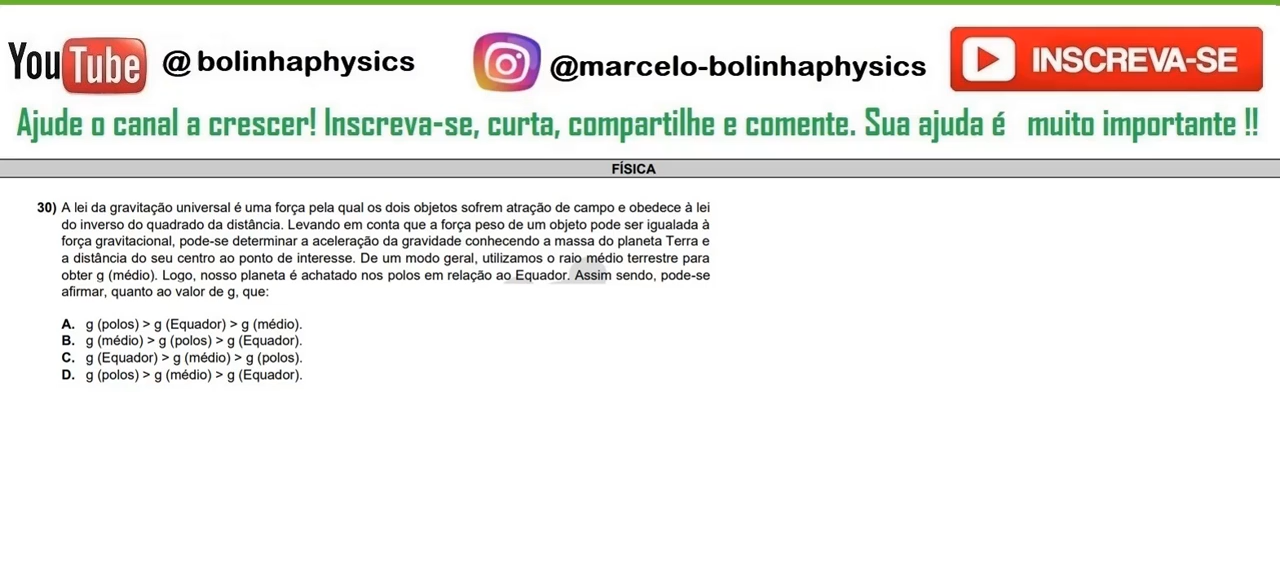 YouTube @bolinhaphysics @marcelo-bolinhaphysics INSCREVA-SE
Ajude o canal a crescer! Inscreva-se, curta, compartilhe e comente. Sua ajuda é muito importante !!
FÍSICA
30) A lei da gravitação universal é uma força pela qual os dois objetos sofrem atração de campo e obedece à lei
do inverso do quadrado da distância. Levando em conta que a força peso de um objeto pode ser igualada à
força gravitacional, pode-se determinar a aceleração da gravidade conhecendo a massa do planeta Terra e
a distância do seu centro ao ponto de interesse. De um modo geral, utilizamos o raio médio terrestre para
obter g (médio). Logo, nosso planeta é achatado nos polos em relação ao Equador. Assim sendo, pode-se
afirmar, quanto ao valor de g, que:
A. g (polos) > g (Equador) > g (médio).
B. g (médio) > g (polos) > g (Equador).
C. g (Equador) > g (médio) > g (polos).
D. g (polos) > g (médio) > g (Equador).